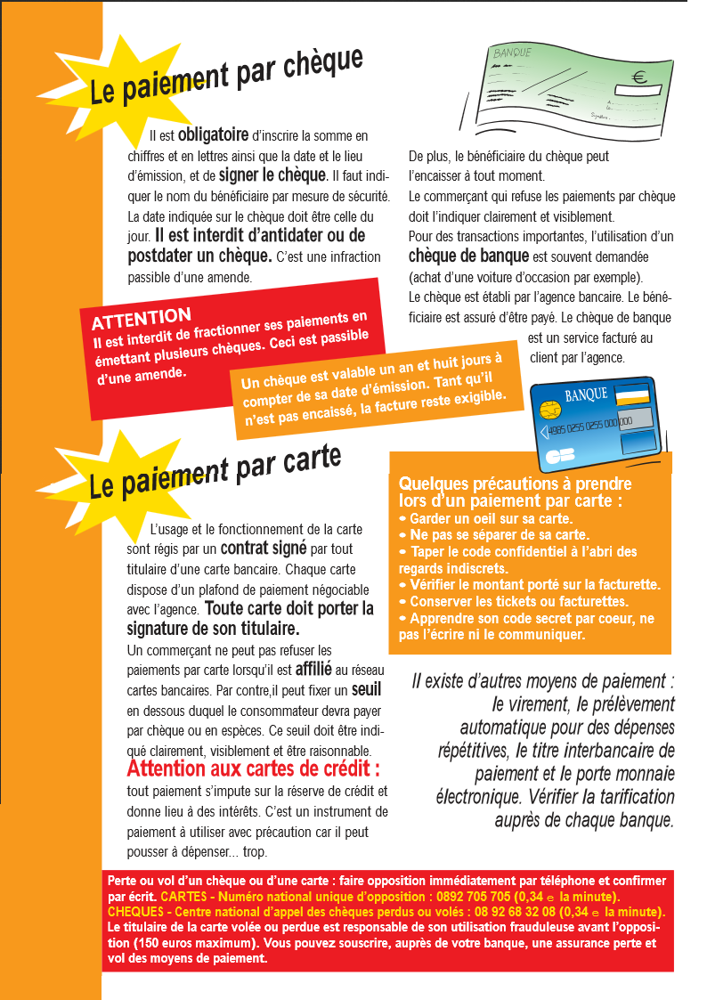 Le paiement par chèque
Il est obligatoire d'inscrire la somme en
chiffres et en lettres ainsi que la date et le lieu
d'émission, et de signer le chèque. Il faut indi-
quer le nom du bénéficiaire par mesure de sécurité.
La date indiquée sur le chèque doit être celle du
jour. Il est interdit d'antidater ou de
postdater un chèque. C'est une infraction
passible d'une amende.
BANQUE
€
Signature
De plus, le bénéficiaire du chèque peut
l'encaisser à tout moment.
Le commerçant qui refuse les paiements par chèque
doit l'indiquer clairement et visiblement.
Pour des transactions importantes, l'utilisation d'un
chèque de banque est souvent demandée
(achat d'une voiture d'occasion par exemple).
Le chèque est établi par l'agence bancaire. Le béné-
ficiaire est assuré d'être payé. Le chèque de banque
est un service facturé au
client par l'agence.
ATTENTION
Il est interdit de fractionner ses paiements en
émettant plusieurs chèques. Ceci est passible
d'une amende.
Un chèque est valable un an et huit jours à
compter de sa date d'émission. Tant qu'il
n'est pas encaissé, la facture reste exigible.
BANQUE
4985 0255 0255 000 000
CB
Le paiement par carte
L'usage et le fonctionnement de la carte
sont régis par un contrat signé par tout
titulaire d'une carte bancaire. Chaque carte
dispose d'un plafond de paiement négociable
avec l'agence. Toute carte doit porter la
signature de son titulaire.
Un commerçant ne peut pas refuser les
paiements par carte lorsqu'il est affilié au réseau
cartes bancaires. Par contre,il peut fixer un seuil
en dessous duquel le consommateur devra payer
par chèque ou en espèces. Ce seuil doit être indi-
qué clairement, visiblement et être raisonnable.
Attention aux cartes de crédit :
tout paiement s'impute sur la réserve de crédit et
donne lieu à des intérêts. C'est un instrument de
paiement à utiliser avec précaution car il peut
pousser à dépenser... trop.
Quelques précautions à prendre
lors d'un paiement par carte :
• Garder un oeil sur sa carte.
• Ne pas se séparer de sa carte.
• Taper le code confidentiel à l'abri des
regards indiscrets.
• Vérifier le montant porté sur la facturette.
• Conserver les tickets ou facturettes.
• Apprendre son code secret par coeur, ne
pas l'écrire ni le communiquer.
Il existe d'autres moyens de paiement :
le virement, le prélèvement
automatique pour des dépenses
répétitives, le titre interbancaire de
paiement et le porte monnaie
électronique. Vérifier la tarification
auprès de chaque banque.
Perte ou vol d'un chèque ou d'une carte : faire opposition immédiatement par téléphone et confirmer
par écrit. CARTES - Numéro national unique d'opposition : 0892 705 705 (0,34 e la minute).
CHEQUES - Centre national d'appel des chèques perdus ou volés : 08 92 68 32 08 (0,34 e la minute).
Le titulaire de la carte volée ou perdue est responsable de son utilisation frauduleuse avant l'opposi-
tion (150 euros maximum). Vous pouvez souscrire, auprès de votre banque, une assurance perte et
vol des moyens de paiement.